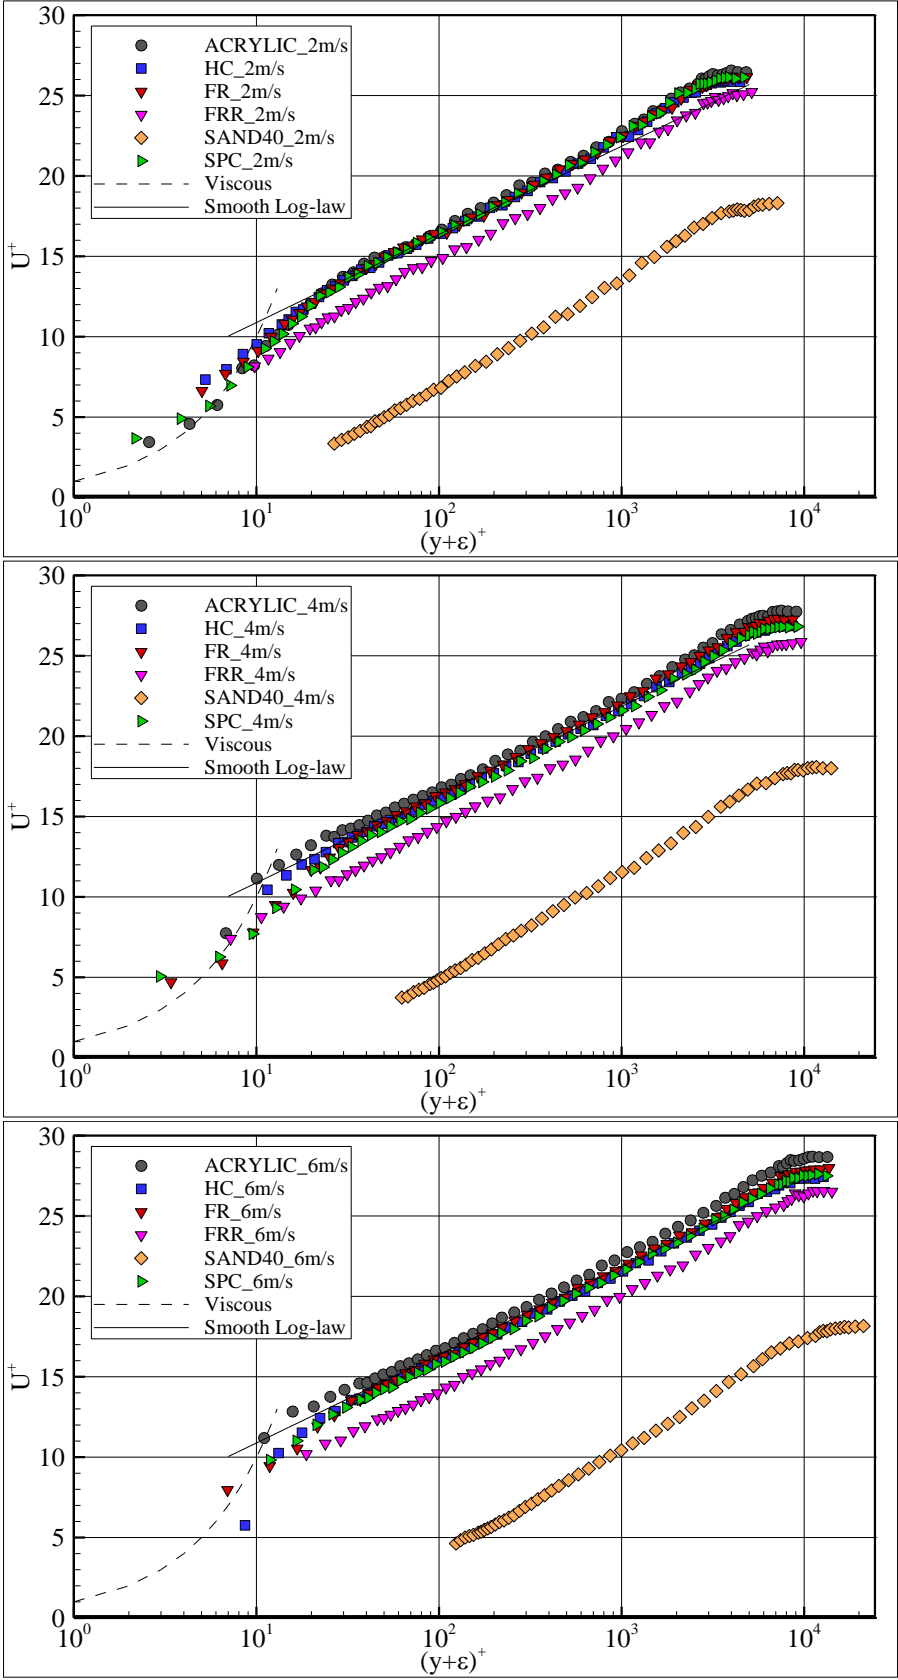 30
25
20
15
10
5
0
U+
ACRYLIC_2m/s
HC_2m/s
FR_2m/s
FRR_2m/s
SAND40_2m/s
SPC_2m/s
Viscous
Smooth Log-law
10^0 10^1 10^2 10^3 10^4
(y+ε)+
30
25
20
15
10
5
0
U+
ACRYLIC_4m/s
HC_4m/s
FR_4m/s
FRR_4m/s
SAND40_4m/s
SPC_4m/s
Viscous
Smooth Log-law
10^0 10^1 10^2 10^3 10^4
(y+ε)+
30
25
20
15
10
5
0
U+
ACRYLIC_6m/s
HC_6m/s
FR_6m/s
FRR_6m/s
SAND40_6m/s
SPC_6m/s
Viscous
Smooth Log-law
10^0 10^1 10^2 10^3 10^4
(y+ε)+